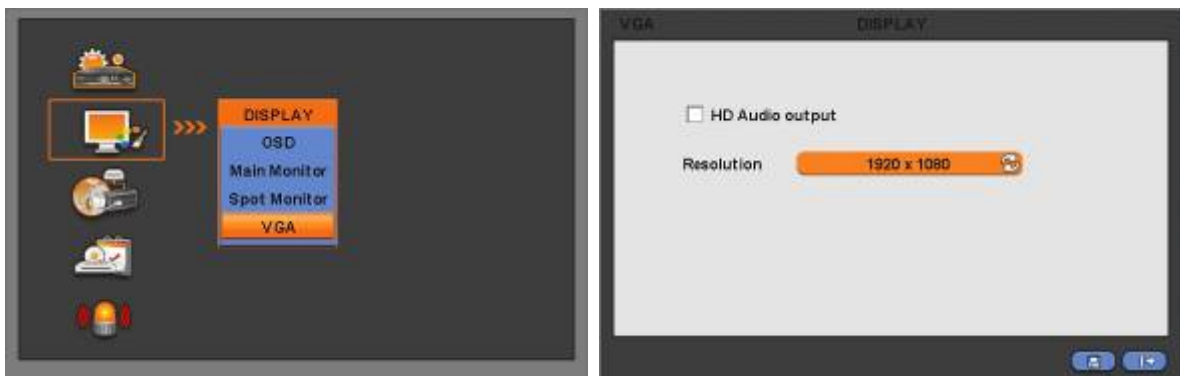 DISPLAY
OSD
Main Monitor
Spot Monitor
VGA
VGA DISPLAY
HD Audio output
Resolution 1920 x 1080